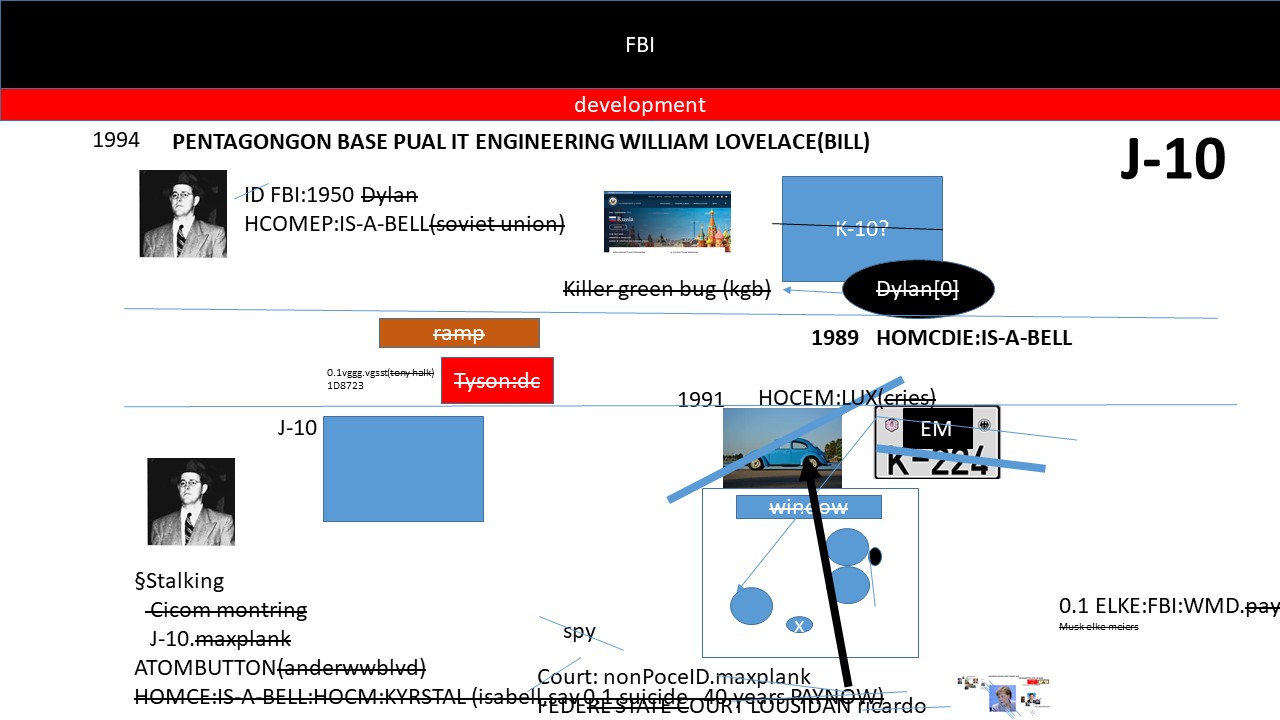 FBI
development
1994 PENTAGONGON BASE PUAL IT ENGINEERING WILLIAM LOVELACE(BILL)
J-10
ID FBI:1950 Dylan
HCOMEP:IS-A-BELL(soviet union)
Russia
K-10?
Killer green bug (kgb)
Dylan[0]
ramp
1989 HOMCDIE:IS-A-BELL
0.1vggg.vgsst(tony halk)
1D8723
Tyson:dc
1991 HOCEM:LUX(cries)
J-10
EM
K-224
window
x
§Stalking
Cicom montring
J-10.maxplank
ATOMBUTTON(anderwwblvd)
HOMCE:IS-A-BELL:HOCM:KYRSTAL (isabell.say 0.1 suicide 40 years PAYNOW)
spy
Court: nonPoceID.maxplank
FEDERE STATE COURT LOUSIDAN ricardo
0.1 ELKE:FBI:WMD.pay
Musk elke meiers